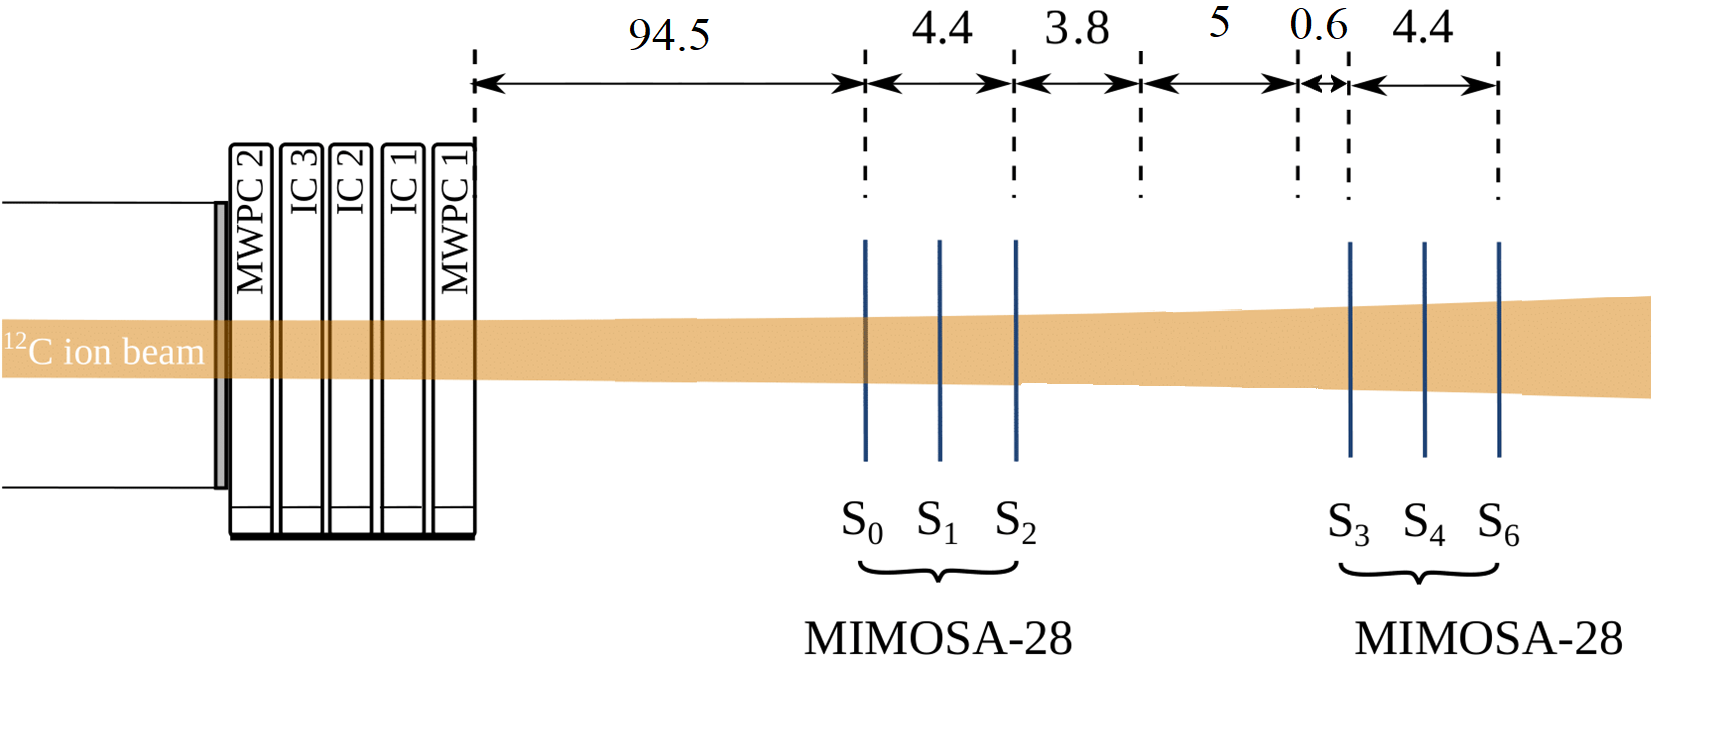 94.5 4.4 3.8 5 0.6 4.4
MWPC 2 IC 3 IC 2 IC 1 MWPC 1
¹²C ion beam
S₀ S₁ S₂ S₃ S₄ S₆
MIMOSA-28 MIMOSA-28